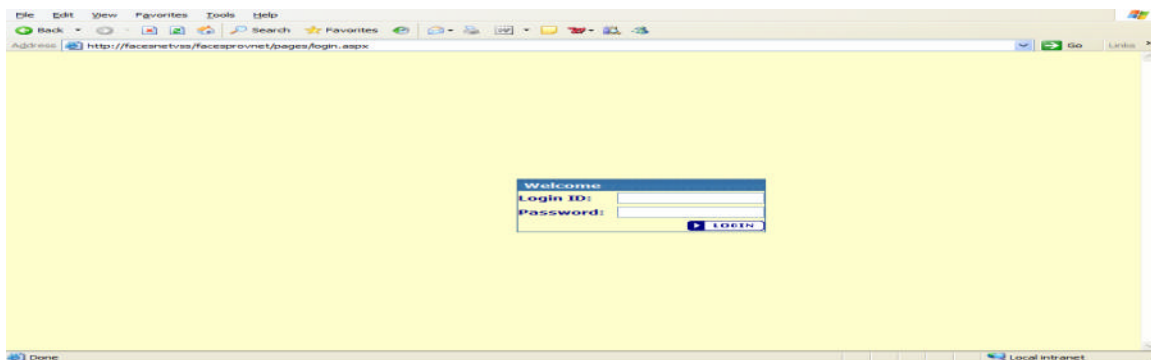 File Edit View Favorites Tools Help
Back Search Favorites
Address http://facesnetvss/facesprovnet/pages/login.aspx Go Links
Welcome
Login ID:
Password:
LOGIN
Done Local intranet